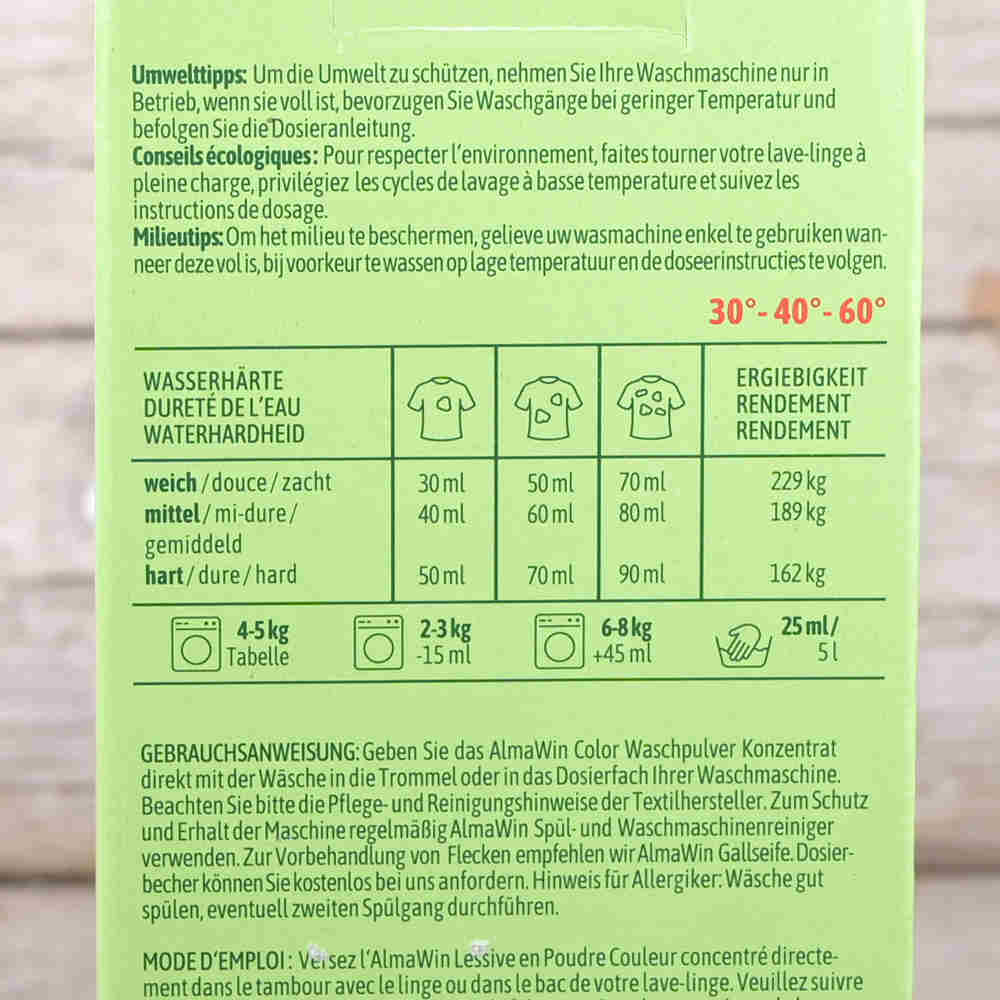 Umwelttipps: Um die Umwelt zu schützen, nehmen Sie Ihre Waschmaschine nur in
Betrieb, wenn sie voll ist, bevorzugen Sie Waschgänge bei geringer Temperatur und
befolgen Sie die Dosieranleitung.
Conseils écologiques: Pour respecter l'environnement, faites tourner votre lave-linge à
pleine charge, privilégiez les cycles de lavage à basse temperature et suivez les
instructions de dosage.
Milieutips: Om het milieu te beschermen, gelieve uw wasmachine enkel te gebruiken wan-
neer deze vol is, bij voorkeur te wassen op lage temperatuur en de doseerinstructies te volgen.
30°- 40°- 60°
WASSERHÄRTE
DURETÉ DE L'EAU
WATERHARDHEID
ERGIEBIGKEIT
RENDEMENT
RENDEMENT
weich / douce / zacht 30 ml 50 ml 70 ml 229 kg
mittel / mi-dure / 40 ml 60 ml 80 ml 189 kg
gemiddeld
hart / dure / hard 50 ml 70 ml 90 ml 162 kg
4-5 kg 2-3 kg 6-8 kg 25 ml/
Tabelle -15 ml +45 ml 5 l
GEBRAUCHSANWEISUNG: Geben Sie das AlmaWin Color Waschpulver Konzentrat
direkt mit der Wäsche in die Trommel oder in das Dosierfach Ihrer Waschmaschine.
Beachten Sie bitte die Pflege- und Reinigungshinweise der Textilhersteller. Zum Schutz
und Erhalt der Maschine regelmäßig AlmaWin Spül- und Waschmaschinenreiniger
verwenden. Zur Vorbehandlung von Flecken empfehlen wir AlmaWin Gallseife. Dosier-
becher können Sie kostenlos bei uns anfordern. Hinweis für Allergiker: Wäsche gut
spülen, eventuell zweiten Spülgang durchführen.
MODE D'EMPLOI: Versez l'AlmaWin Lessive en Poudre Couleur concentré directe-
ment dans le tambour avec le linge ou dans le bac de votre lave-linge. Veuillez suivre